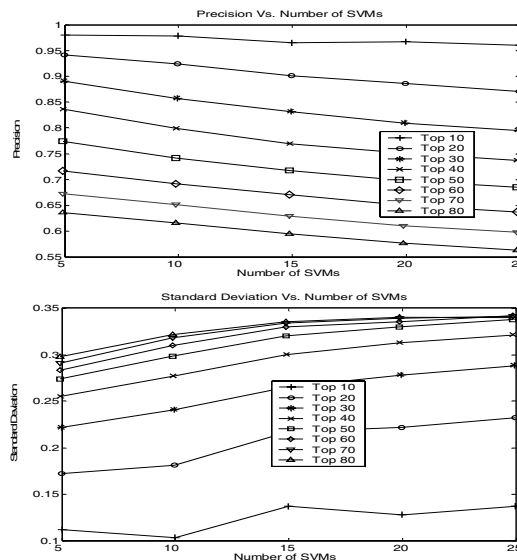 Precision Vs. Number of SVMs
1
0.95
0.9
0.85
0.8
0.75
0.7
0.65
0.6
0.55
Precision
Top 10
Top 20
Top 30
Top 40
Top 50
Top 60
Top 70
Top 80
5 10 15 20 25
Number of SVMs
Standard Deviation Vs. Number of SVMs
0.35
0.3
0.25
0.2
0.15
0.1
Standard Deviation
Top 10
Top 20
Top 30
Top 40
Top 50
Top 60
Top 70
Top 80
5 10 15 20 25
Number of SVMs